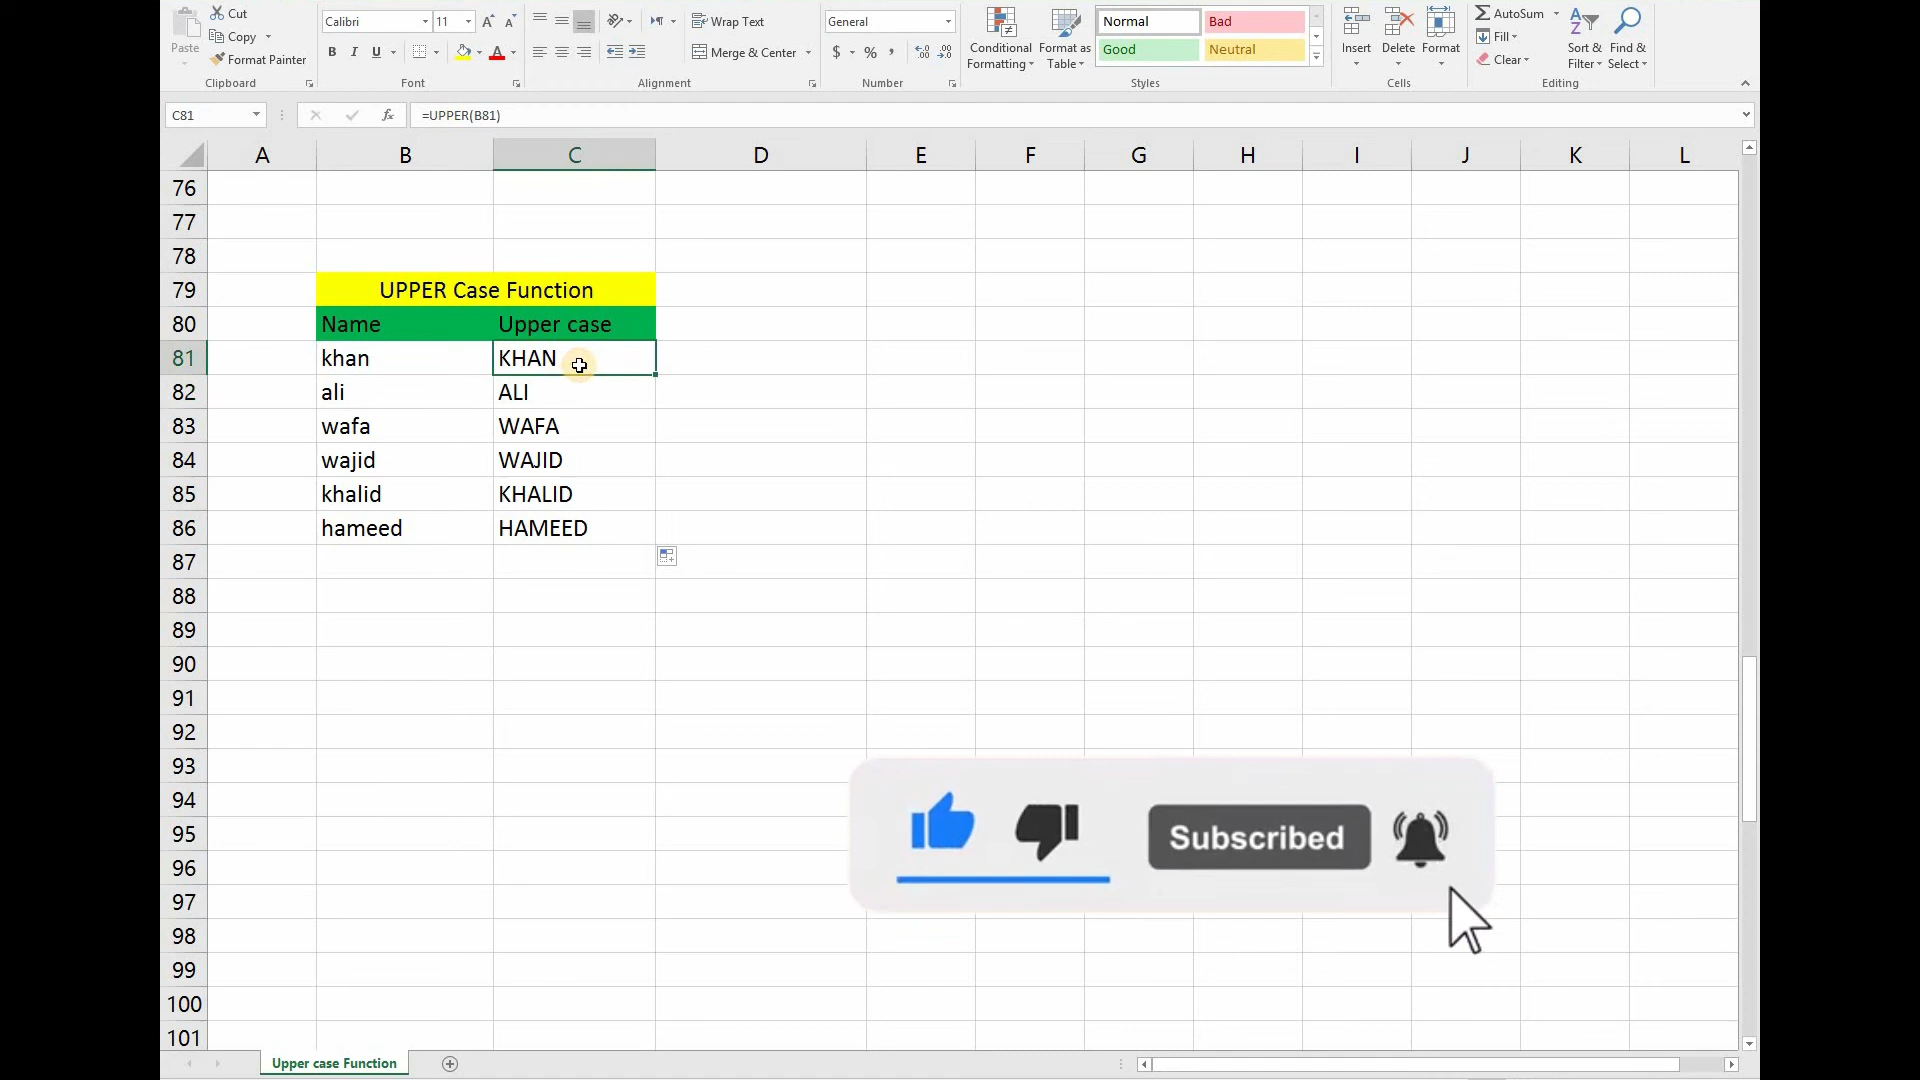 Cut
Copy
Format Painter
Paste
Clipboard
Calibri 11
B I U
Font
Wrap Text
Merge & Center
Alignment
General
$ % ,
Number
Conditional Formatting
Format as Table
Normal Bad
Good Neutral
Styles
Insert Delete Format
Cells
AutoSum
Fill
Clear
Sort & Filter
Find & Select
Editing
C81 fx =UPPER(B81)
A B C D E F G H I J K L
76
77
78
79 UPPER Case Function
80 Name Upper case
81 khan KHAN
82 ali ALI
83 wafa WAFA
84 wajid WAJID
85 khalid KHALID
86 hameed HAMEED
87
88
89
90
91
92
93
94
95
96
97
98
99
100
101
Subscribed
Upper case Function